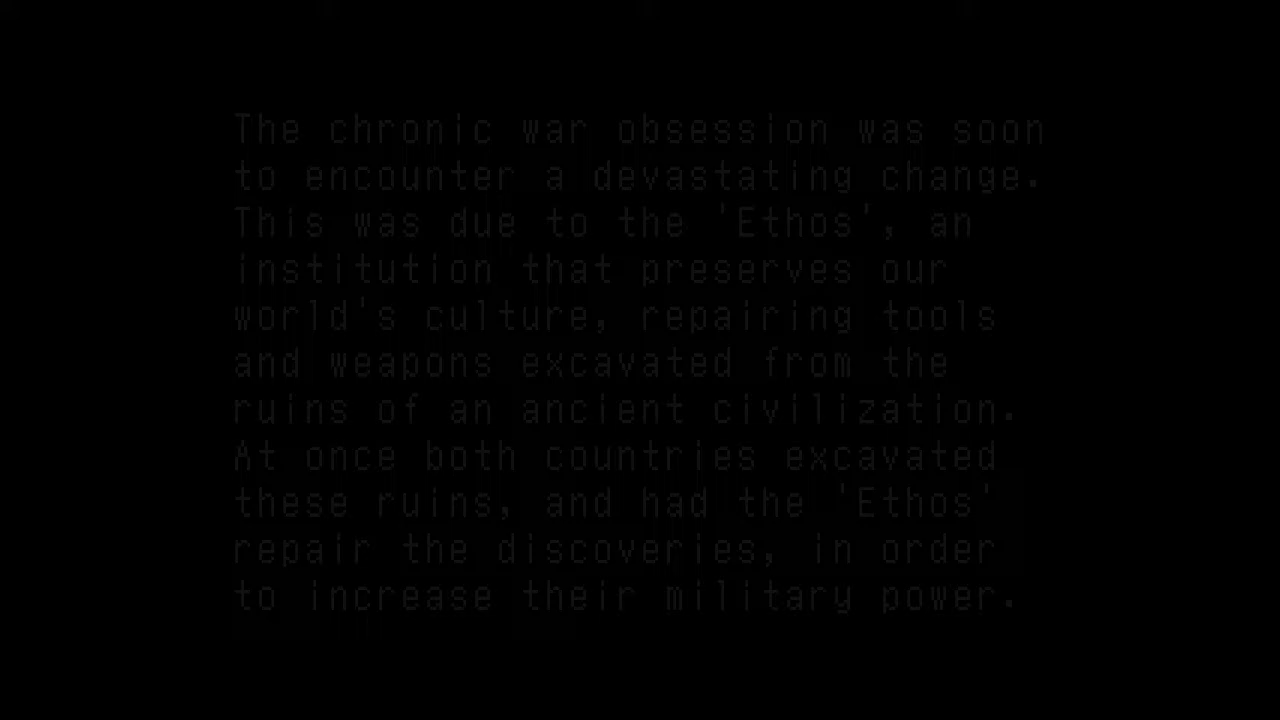 The chronic war obsession was soon
to encounter a devastating change.
This was due to the 'Ethos', an
institution that preserves our
world's culture, repairing tools
and weapons excavated from the
ruins of an ancient civilization.
At once both countries excavated
these ruins, and had the 'Ethos'
repair the discoveries, in order
to increase their military power.